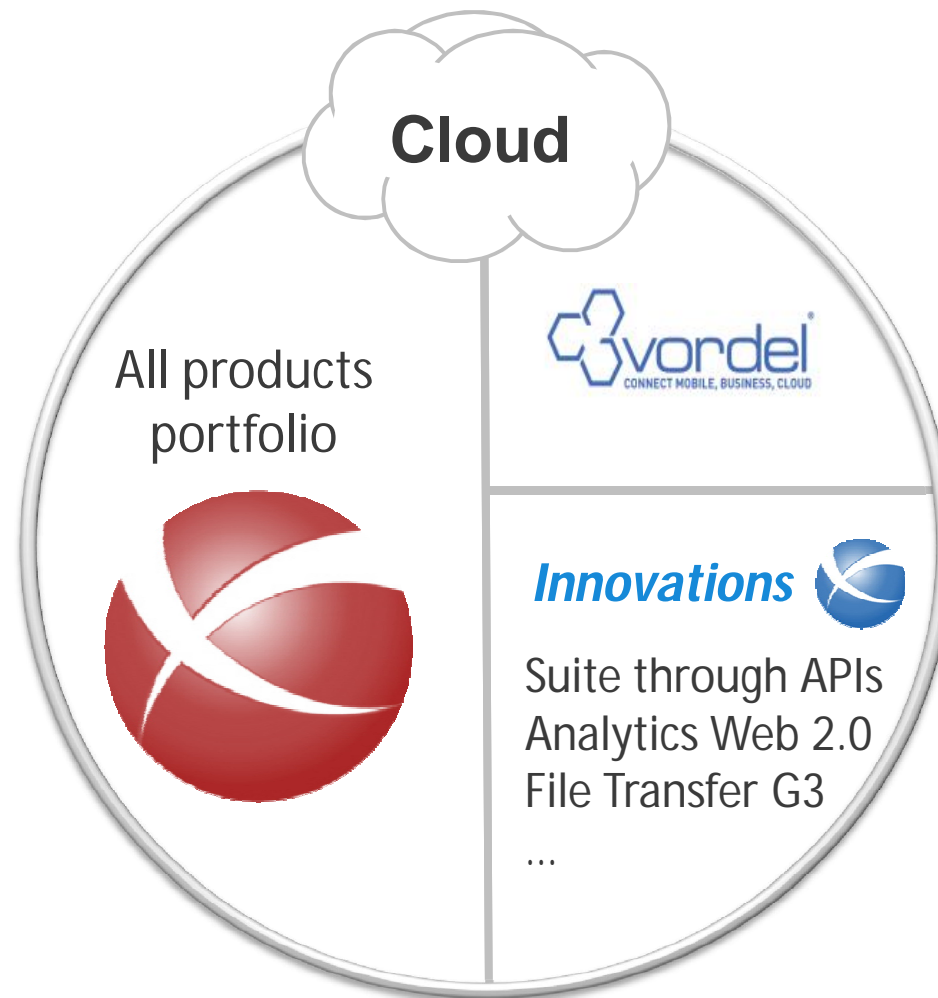 Cloud
All products
portfolio
vordel®
CONNECT MOBILE, BUSINESS, CLOUD
Innovations
Suite through APIs
Analytics Web 2.0
File Transfer G3
...